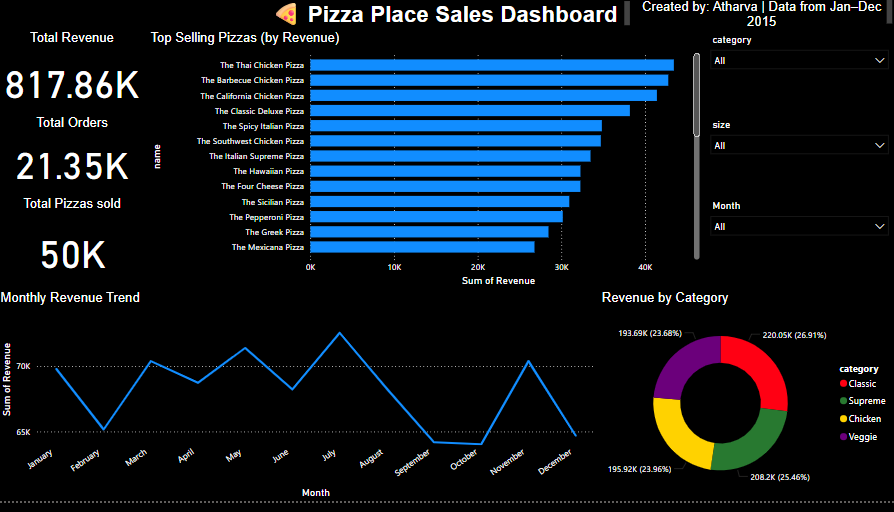 🍕 Pizza Place Sales Dashboard
Created by: Atharva | Data from Jan–Dec
2015
Total Revenue
817.86K
Total Orders
21.35K
Total Pizzas sold
50K
Top Selling Pizzas (by Revenue)
name
The Thai Chicken Pizza
The Barbecue Chicken Pizza
The California Chicken Pizza
The Classic Deluxe Pizza
The Spicy Italian Pizza
The Southwest Chicken Pizza
The Italian Supreme Pizza
The Hawaiian Pizza
The Four Cheese Pizza
The Sicilian Pizza
The Pepperoni Pizza
The Greek Pizza
The Mexicana Pizza
0K 10K 20K 30K 40K
Sum of Revenue
category
All
size
All
Month
All
Monthly Revenue Trend
Sum of Revenue
70K
65K
January February March April May June July August September October November December
Month
Revenue by Category
193.69K (23.68%)
220.05K (26.91%)
195.92K (23.96%)
208.2K (25.46%)
category
Classic
Supreme
Chicken
Veggie